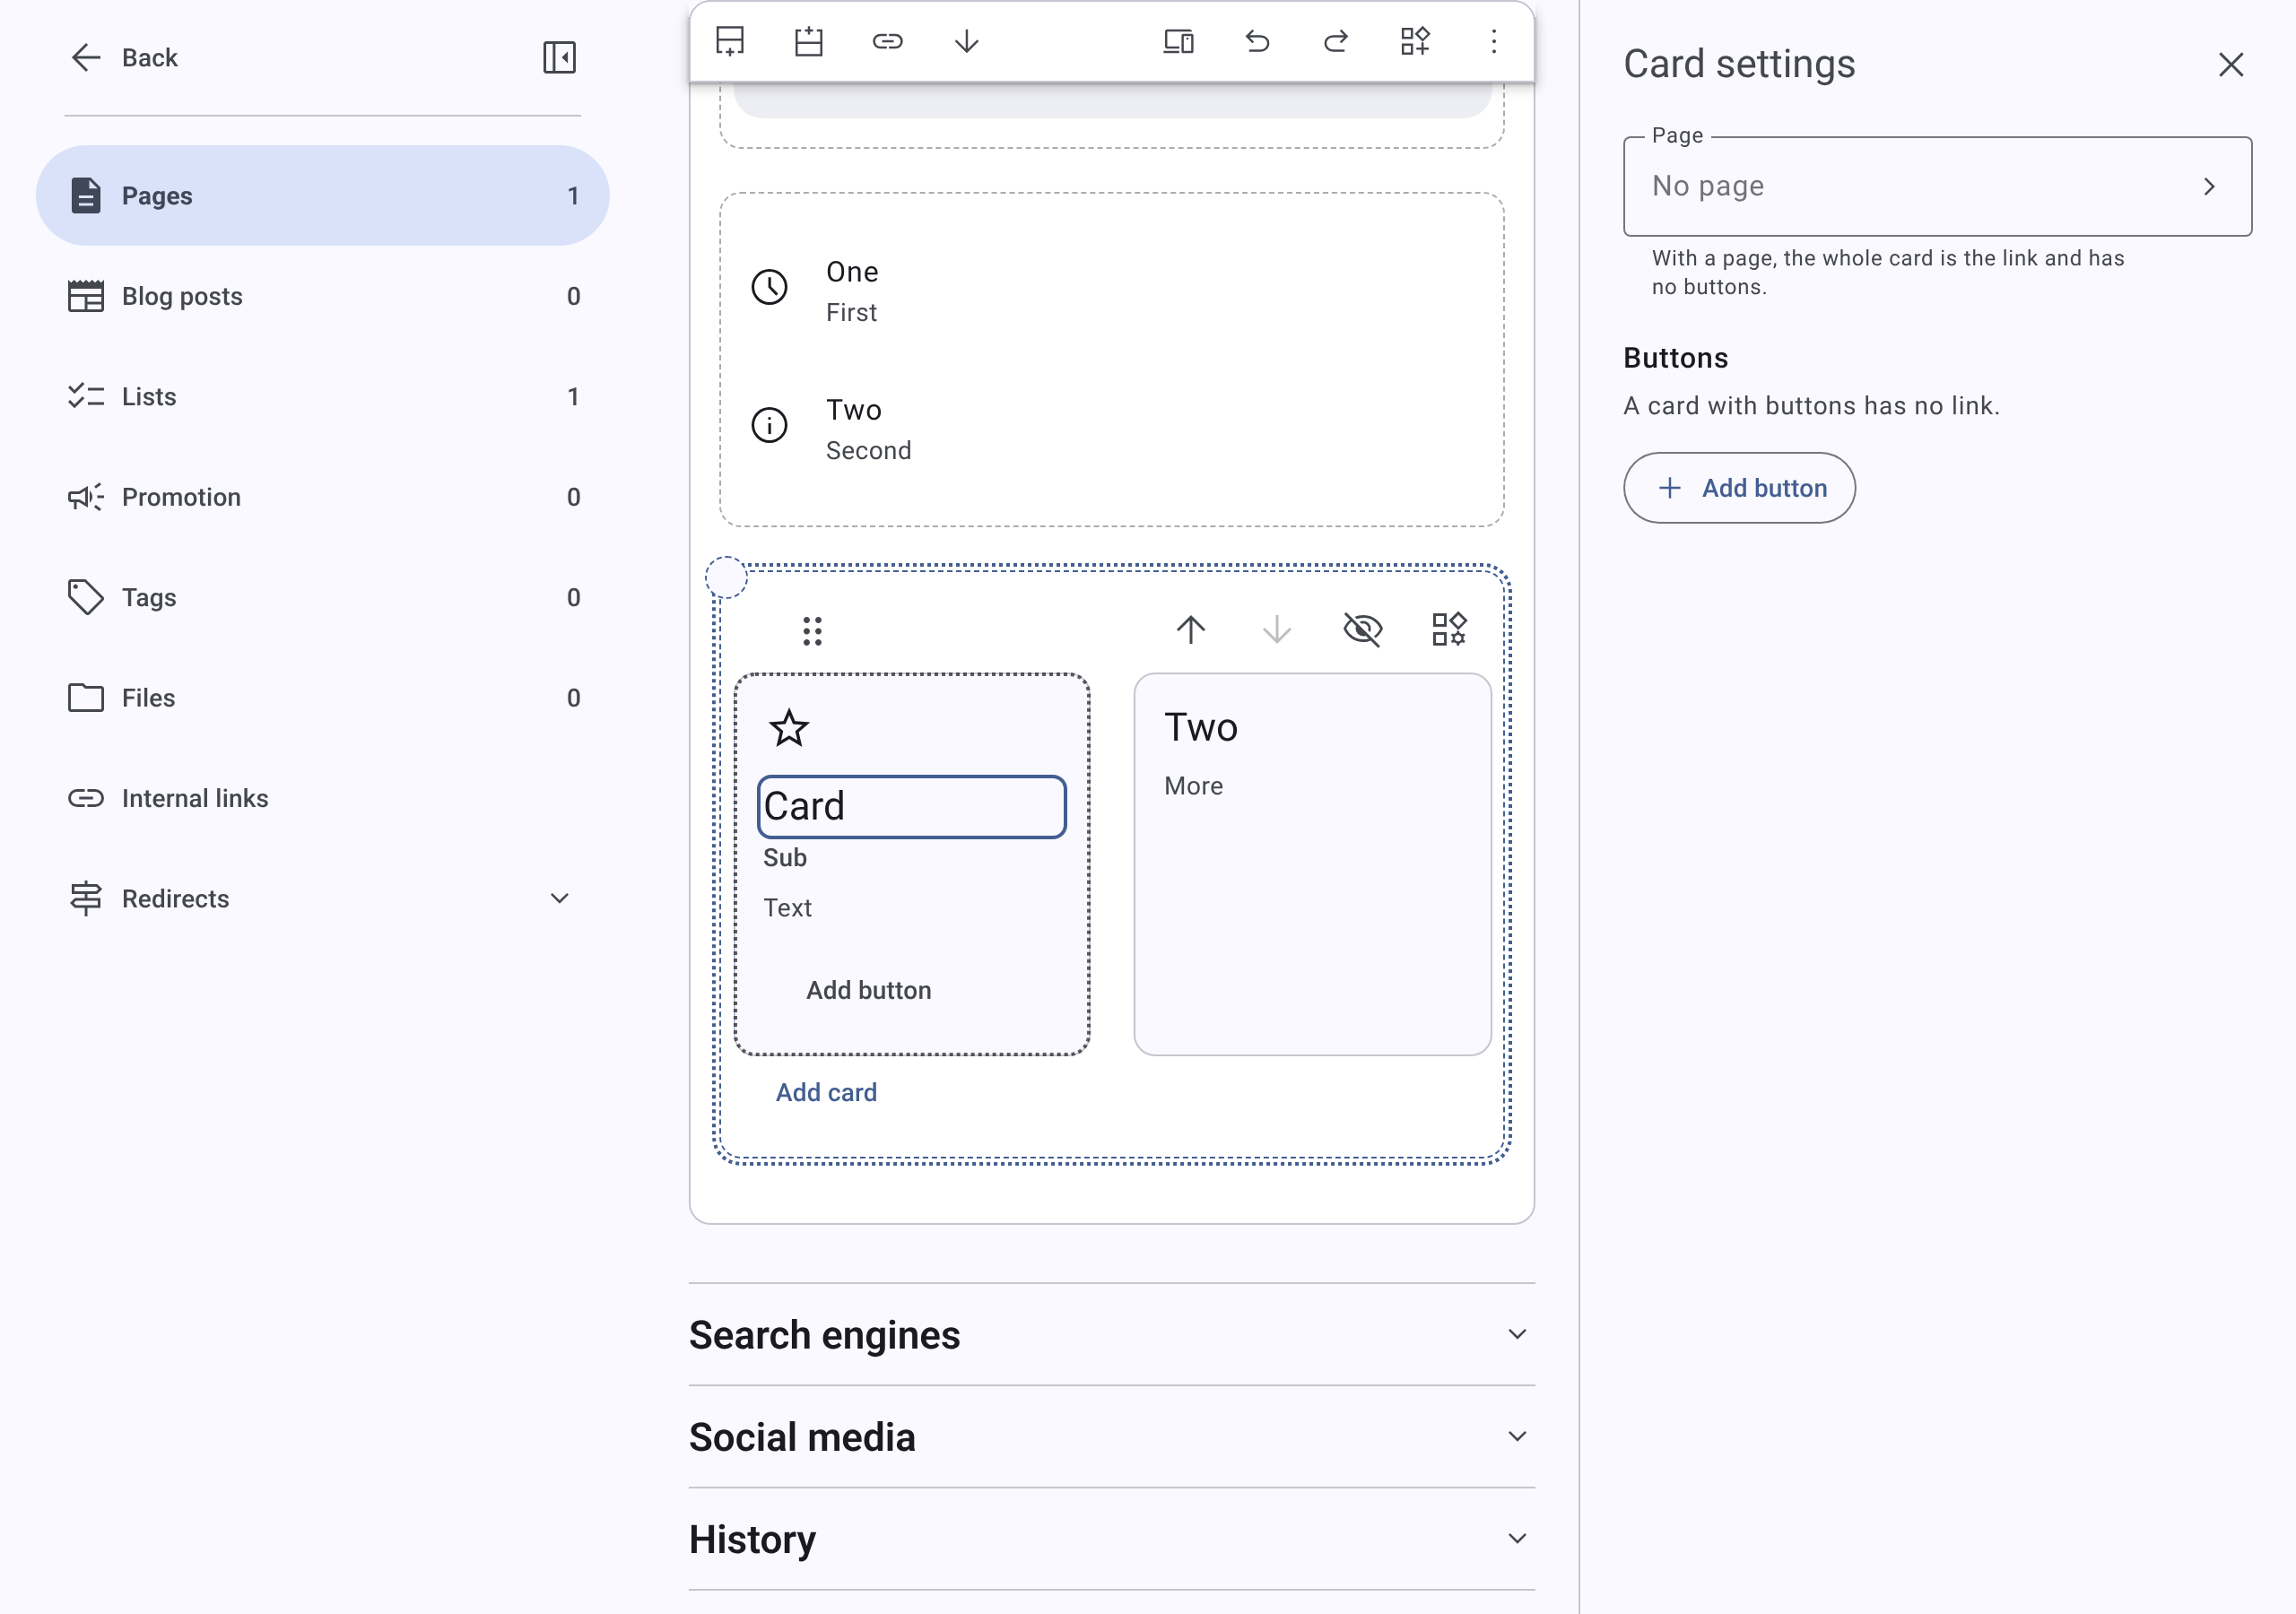 Back
Pages 1
Blog posts 0
Lists 1
Promotion 0
Tags 0
Files 0
Internal links
Redirects
One
First
Two
Second
Card
Sub
Text
Add button
Two
More
Add card
Search engines
Social media
History
Card settings
Page
No page
With a page, the whole card is the link and has
no buttons.
Buttons
A card with buttons has no link.
Add button